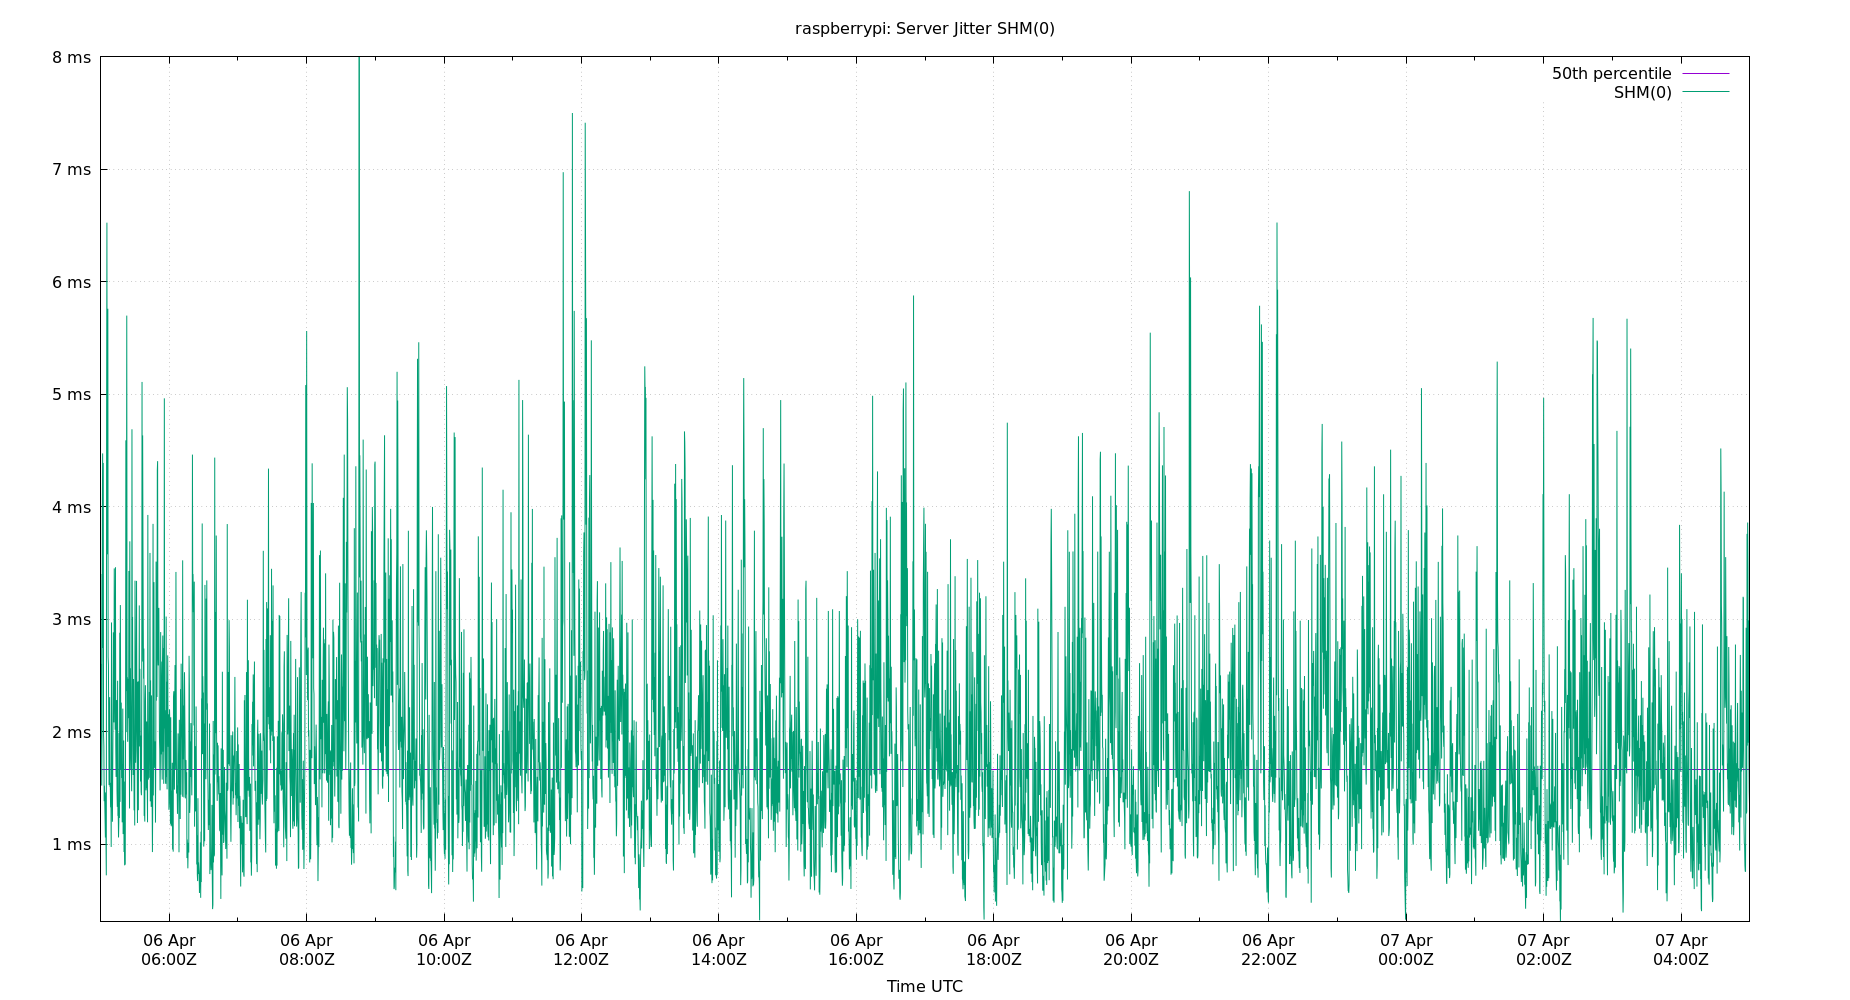 raspberrypi: Server Jitter SHM(0)
8 ms
7 ms
6 ms
5 ms
4 ms
3 ms
2 ms
1 ms
50th percentile
SHM(0)
06 Apr 06 Apr 06 Apr 06 Apr 06 Apr 06 Apr 06 Apr 06 Apr 06 Apr 07 Apr 07 Apr 07 Apr
06:00Z 08:00Z 10:00Z 12:00Z 14:00Z 16:00Z 18:00Z 20:00Z 22:00Z 00:00Z 02:00Z 04:00Z
Time UTC